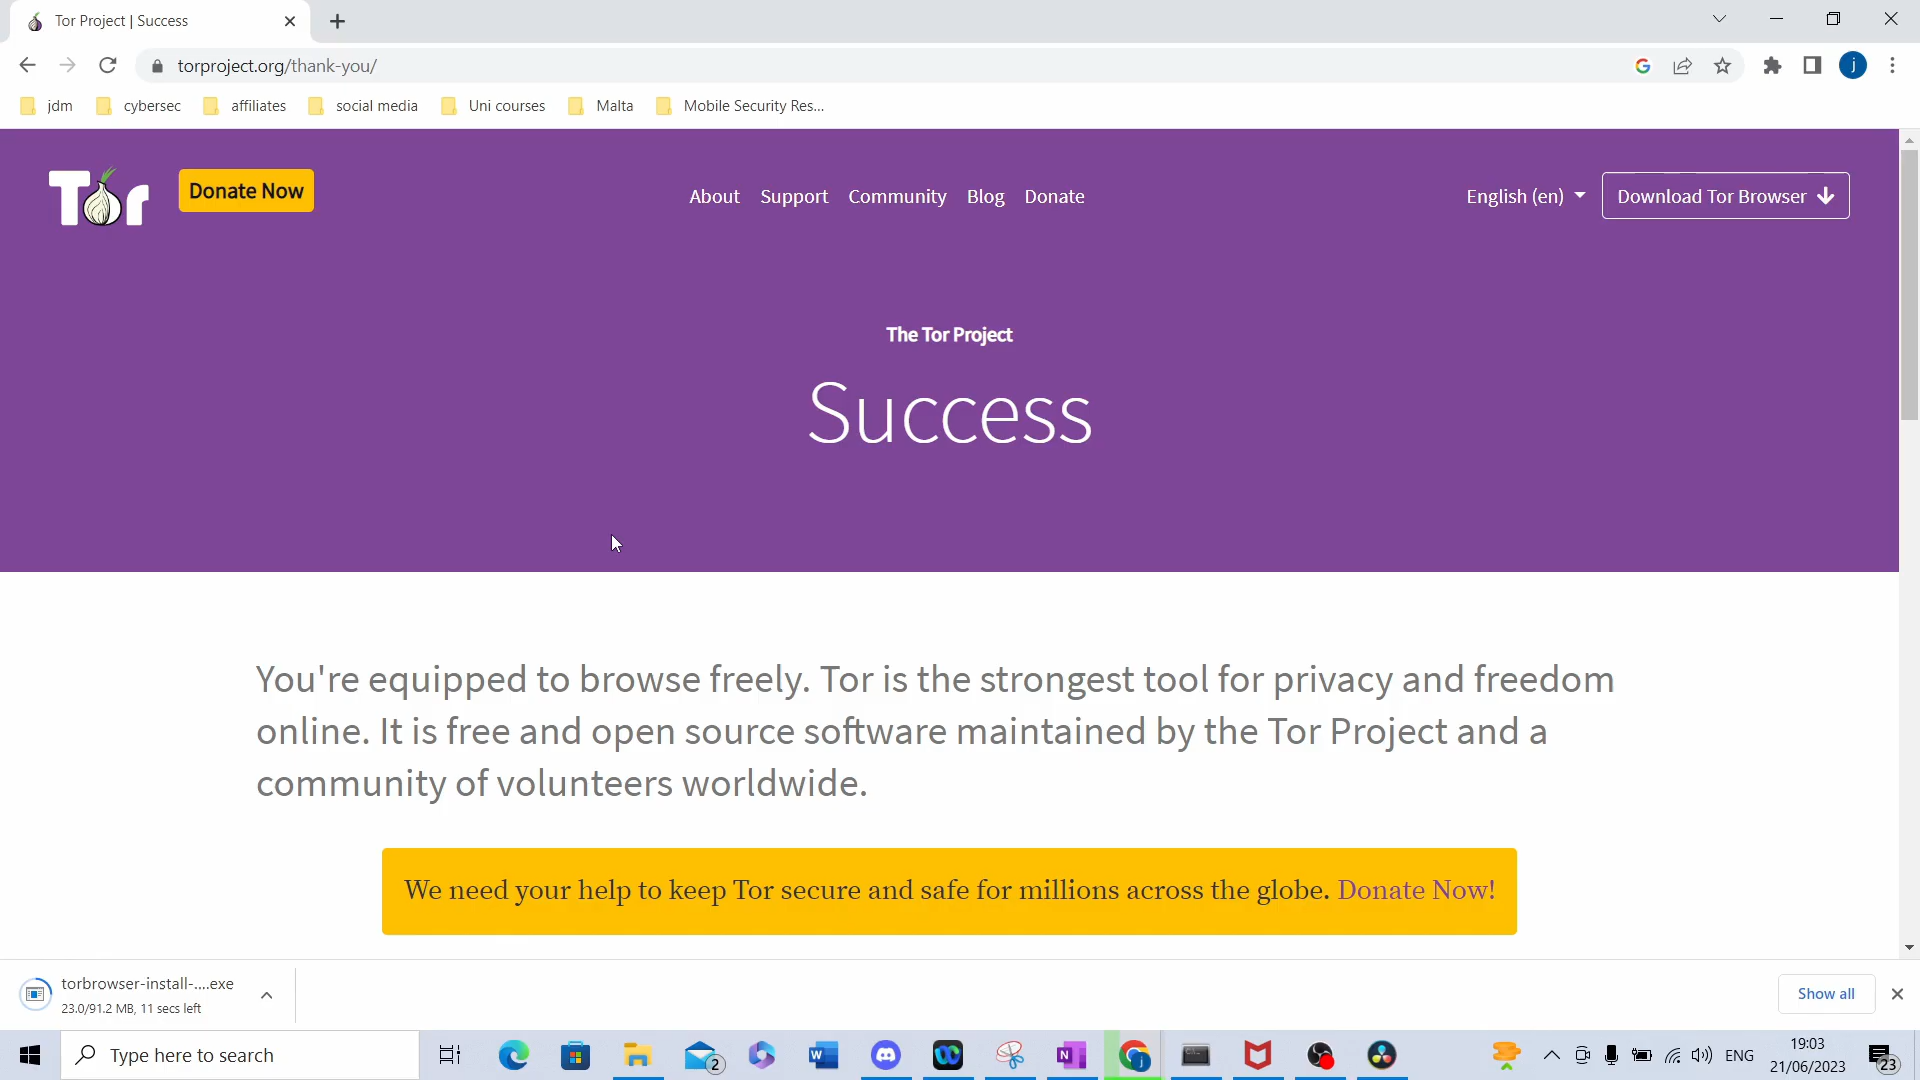 Tor Project | Success
torproject.org/thank-you/
j
jdm
cybersec
affiliates
social media
Uni courses
Malta
Mobile Security Res...
Tor
Donate Now
About
Support
Community
Blog
Donate
English (en)
Download Tor Browser
The Tor Project
Success
You're equipped to browse freely. Tor is the strongest tool for privacy and freedom
online. It is free and open source software maintained by the Tor Project and a
community of volunteers worldwide.
We need your help to keep Tor secure and safe for millions across the globe. Donate Now!
torbrowser-install-....exe
23.0/91.2 MB, 11 secs left
Show all
Type here to search
2
W
N
j
ENG
19:03
21/06/2023
23